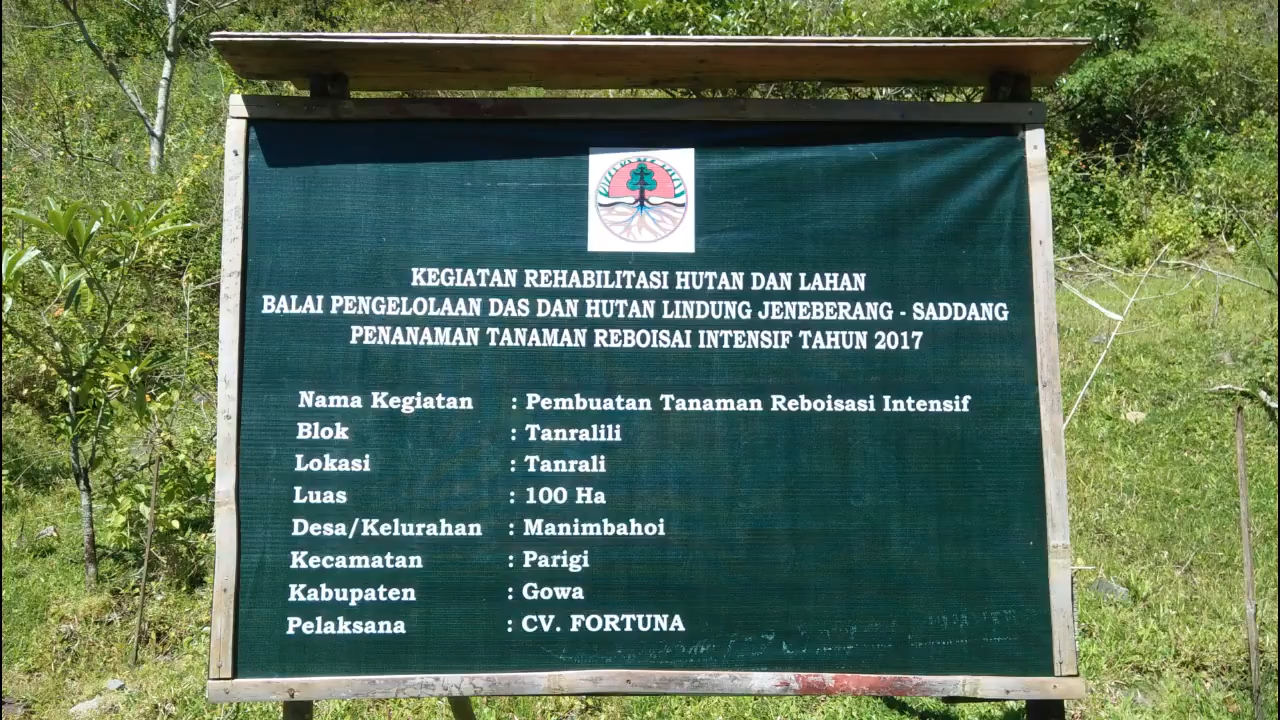 KEGIATAN REHABILITASI HUTAN DAN LAHAN
BALAI PENGELOLAAN DAS DAN HUTAN LINDUNG JENEBERANG - SADDANG
PENANAMAN TANAMAN REBOISAI INTENSIF TAHUN 2017
Nama Kegiatan : Pembuatan Tanaman Reboisasi Intensif
Blok : Tanralili
Lokasi : Tanrali
Luas : 100 Ha
Desa/Kelurahan : Manimbahoi
Kecamatan : Parigi
Kabupaten : Gowa
Pelaksana : CV. FORTUNA